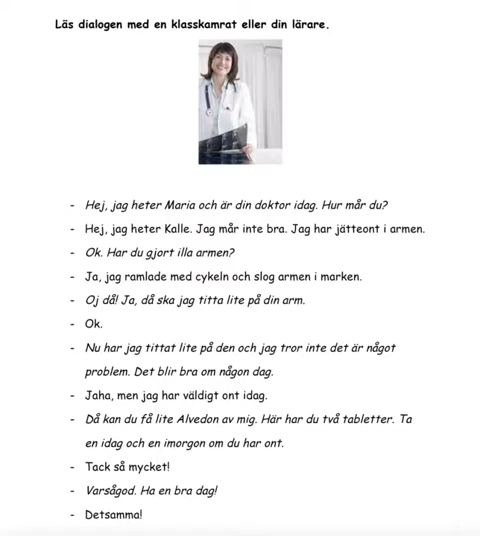 Läs dialogen med en klasskamrat eller din lärare.
- Hej, jag heter Maria och är din doktor idag. Hur mår du?
- Hej, jag heter Kalle. Jag mår inte bra. Jag har jätteont i armen.
- Ok. Har du gjort illa armen?
- Ja, jag ramlade med cykeln och slog armen i marken.
- Oj då! Ja, då ska jag titta lite på din arm.
- Ok.
- Nu har jag tittat lite på den och jag tror inte det är något
problem. Det blir bra om någon dag.
- Jaha, men jag har väldigt ont idag.
- Då kan du få lite Alvedon av mig. Här har du två tabletter. Ta
en idag och en imorgon om du har ont.
- Tack så mycket!
- Varsågod. Ha en bra dag!
- Detsamma!